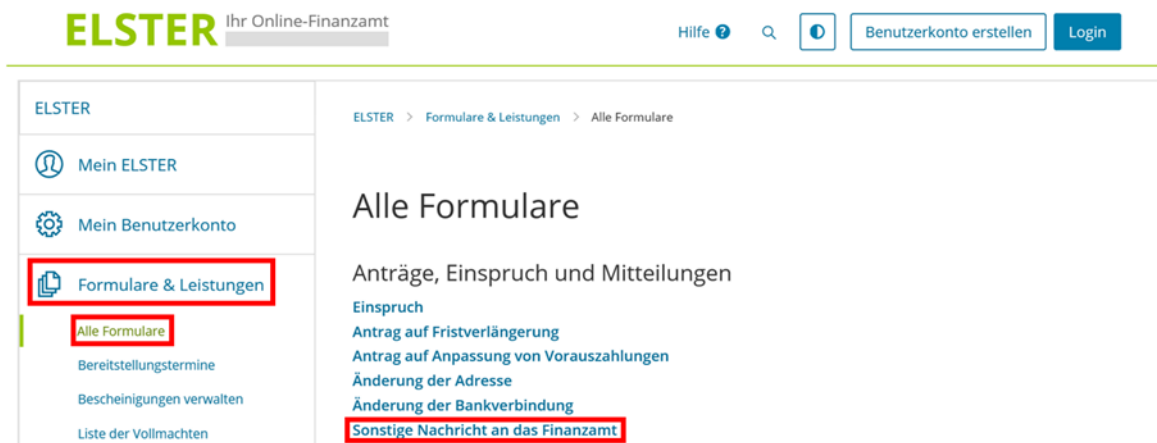 ELSTER Ihr Online-Finanzamt
Hilfe ?
Benutzerkonto erstellen
Login
ELSTER
Mein ELSTER
Mein Benutzerkonto
Formulare & Leistungen
Alle Formulare
Bereitstellungstermine
Bescheinigungen verwalten
Liste der Vollmachten
ELSTER > Formulare & Leistungen > Alle Formulare
Alle Formulare
Anträge, Einspruch und Mitteilungen
Einspruch
Antrag auf Fristverlängerung
Antrag auf Anpassung von Vorauszahlungen
Änderung der Adresse
Änderung der Bankverbindung
Sonstige Nachricht an das Finanzamt